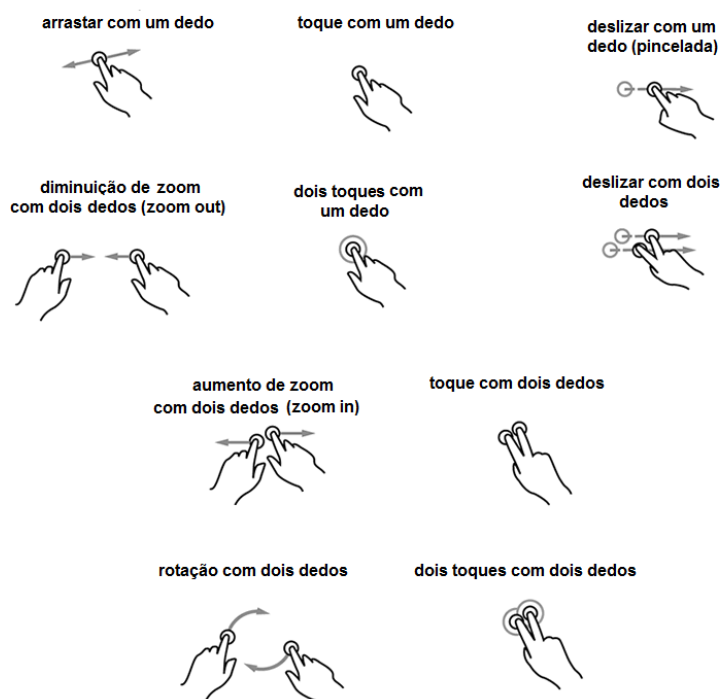 arrastar com um dedo
toque com um dedo
deslizar com um
dedo (pincelada)
diminuição de zoom
com dois dedos (zoom out)
dois toques com
um dedo
deslizar com dois
dedos
aumento de zoom
com dois dedos (zoom in)
toque com dois dedos
rotação com dois dedos
dois toques com dois dedos